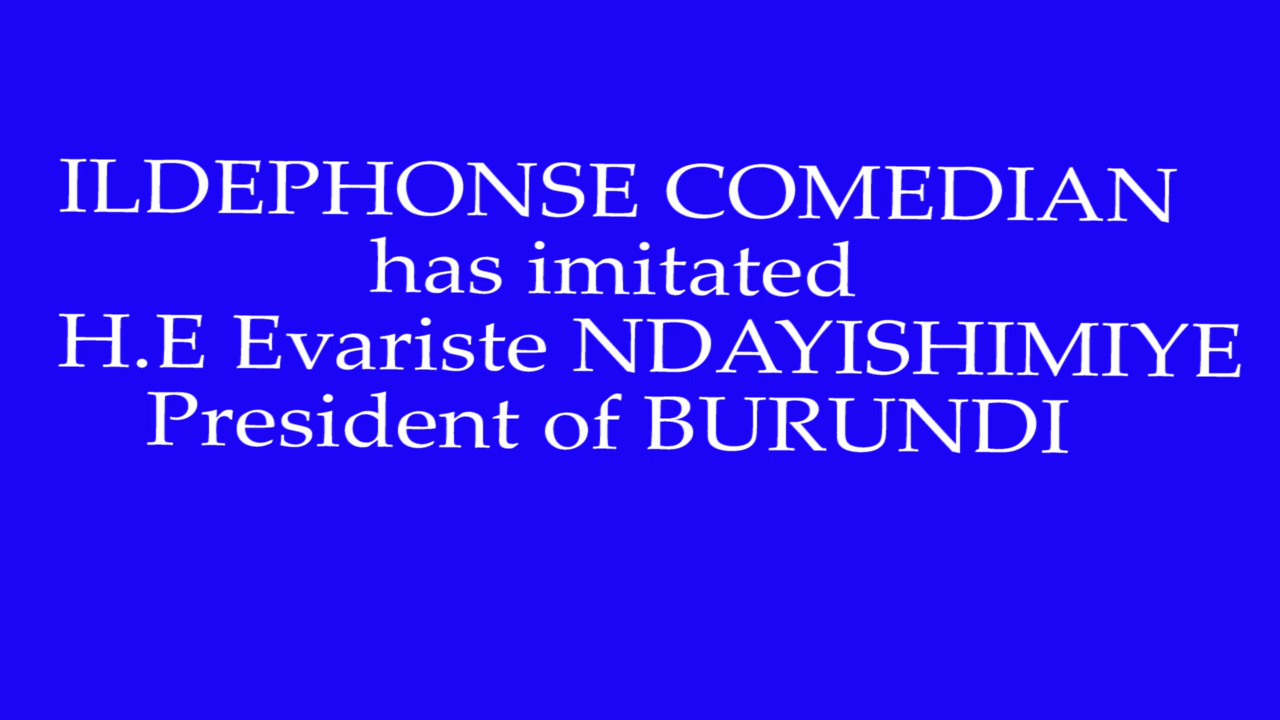 ILDEPHONSE COMEDIAN
has imitated
H.E Evariste NDAYISHIMIYE
President of BURUNDI